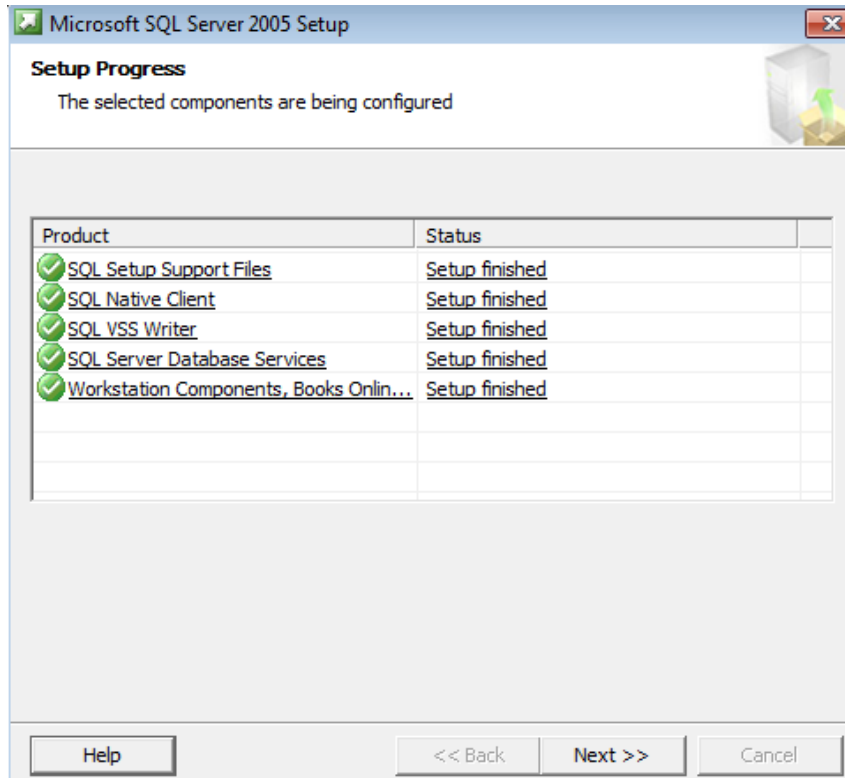 Microsoft SQL Server 2005 Setup
Setup Progress
The selected components are being configured
Product Status
SQL Setup Support Files Setup finished
SQL Native Client Setup finished
SQL VSS Writer Setup finished
SQL Server Database Services Setup finished
Workstation Components, Books Onlin... Setup finished
Help << Back Next >> Cancel